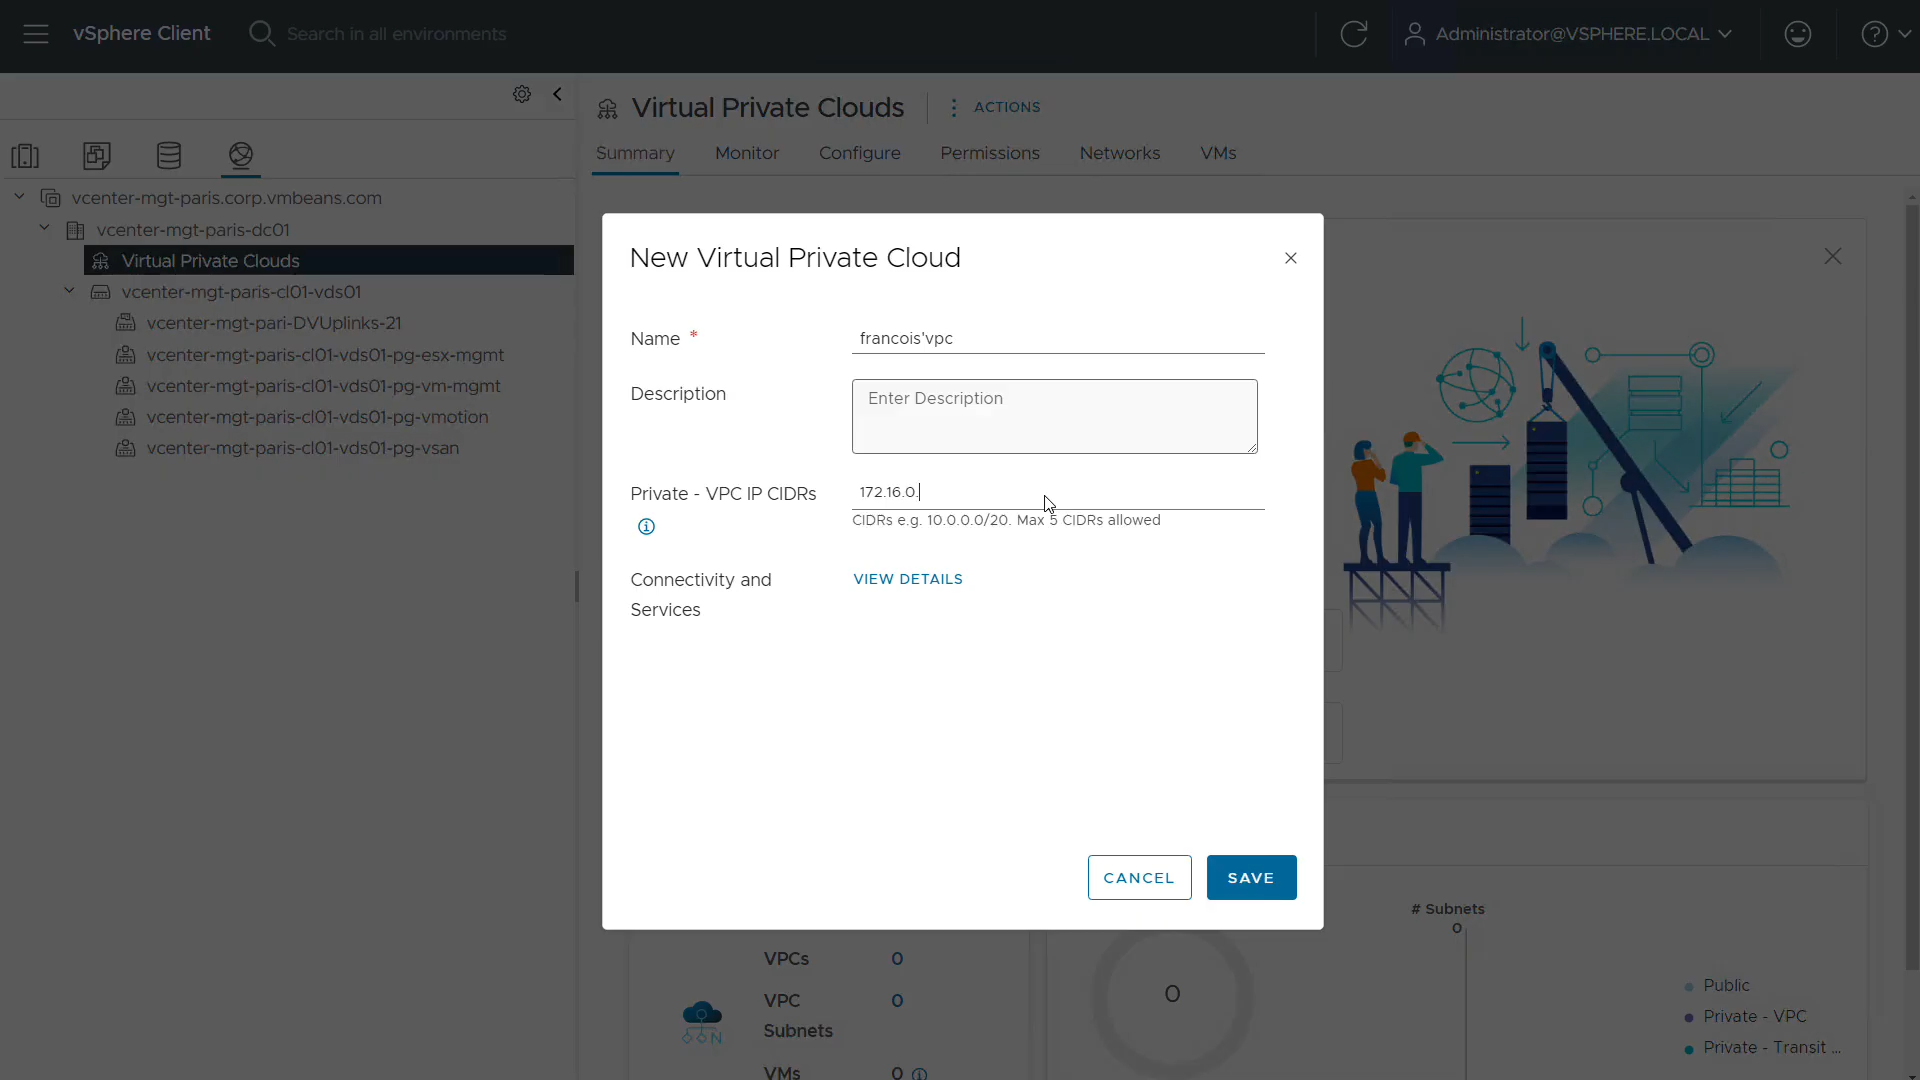 vSphere Client
Search in all environments
Administrator@VSPHERE.LOCAL
Virtual Private Clouds
ACTIONS
Summary
Monitor
Configure
Permissions
Networks
VMs
vcenter-mgt-paris.corp.vmbeans.com
vcenter-mgt-paris-dc01
Virtual Private Clouds
vcenter-mgt-paris-cl01-vds01
vcenter-mgt-pari-DVUplinks-21
vcenter-mgt-paris-cl01-vds01-pg-esx-mgmt
vcenter-mgt-paris-cl01-vds01-pg-vm-mgmt
vcenter-mgt-paris-cl01-vds01-pg-vmotion
vcenter-mgt-paris-cl01-vds01-pg-vsan
New Virtual Private Cloud
Name *
francois'vpc
Description
Enter Description
Private - VPC IP CIDRs
172.16.0.
CIDRs e.g. 10.0.0.0/20. Max 5 CIDRs allowed
Connectivity and
Services
VIEW DETAILS
CANCEL
SAVE
VPCs 0
VPC 0
Subnets
VMs 0
0
# Subnets
0
Public
Private - VPC
Private - Transit ...